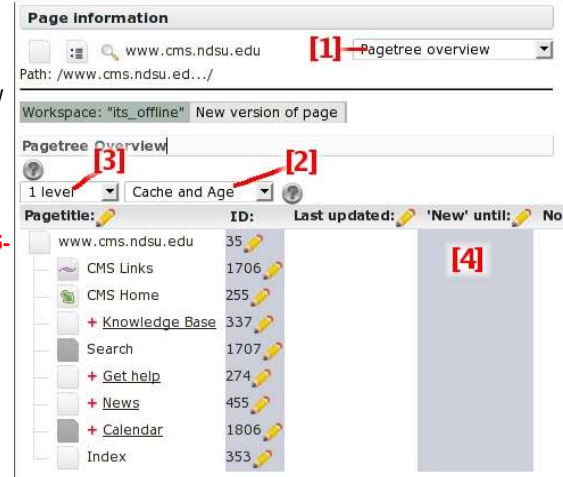 Page information
www.cms.ndsu.edu [1] Pagetree overview
Path: /www.cms.ndsu.ed.../
Workspace: "its_offline" New version of page
Pagetree Overview
[3] [2]
1 level Cache and Age
Pagetitle: ID: Last updated: 'New' until: No
www.cms.ndsu.edu 35
[4]
CMS Links 1706
CMS Home 255
+ Knowledge Base 337
Search 1707
+ Get help 274
+ News 455
+ Calendar 1806
Index 353